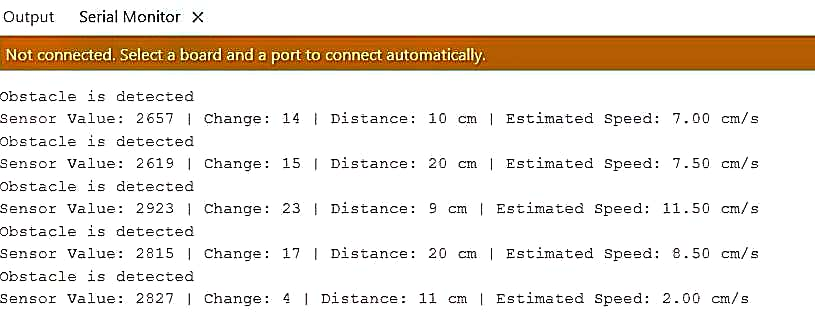 Output Serial Monitor ×
Not connected. Select a board and a port to connect automatically.
Obstacle is detected
Sensor Value: 2657 | Change: 14 | Distance: 10 cm | Estimated Speed: 7.00 cm/s
Obstacle is detected
Sensor Value: 2619 | Change: 15 | Distance: 20 cm | Estimated Speed: 7.50 cm/s
Obstacle is detected
Sensor Value: 2923 | Change: 23 | Distance: 9 cm | Estimated Speed: 11.50 cm/s
Obstacle is detected
Sensor Value: 2815 | Change: 17 | Distance: 20 cm | Estimated Speed: 8.50 cm/s
Obstacle is detected
Sensor Value: 2827 | Change: 4 | Distance: 11 cm | Estimated Speed: 2.00 cm/s